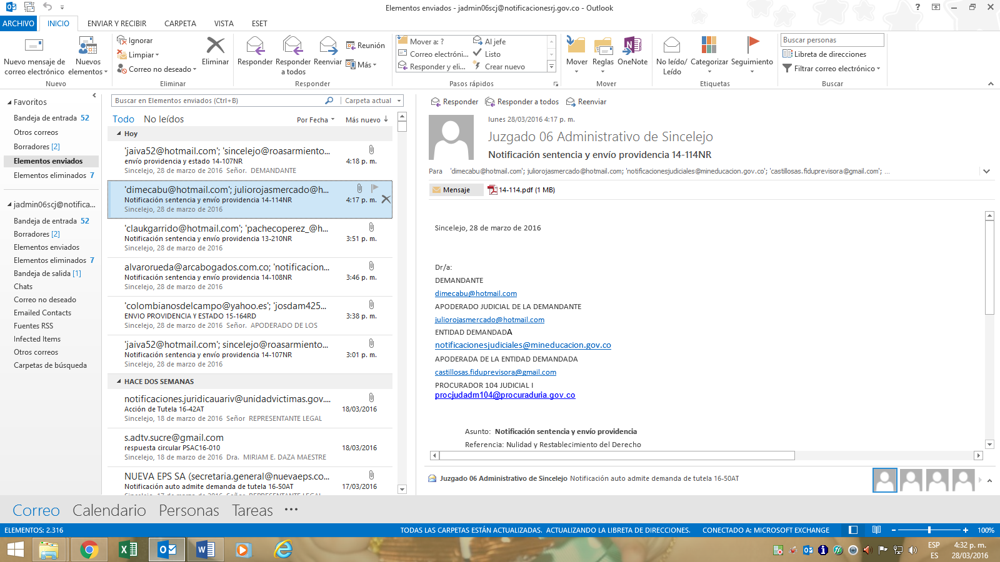 Elementos enviados - jadmin06scj@notificacionesrj.gov.co - Outlook
ARCHIVO INICIO ENVIAR Y RECIBIR CARPETA VISTA ESET
Nuevo mensaje de correo electrónico
Nuevos elementos
Nuevo
Ignorar
Limpiar
Correo no deseado
Eliminar
Eliminar
Responder
Responder a todos
Reenviar
Reunión
Más
Responder
Mover a: ?
Correo electróni...
Responder y eli...
Al jefe
Listo
Crear nuevo
Pasos rápidos
Mover
Reglas
OneNote
Mover
No leído/ Leído
Categorizar
Seguimiento
Etiquetas
Buscar personas
Libreta de direcciones
Filtrar correo electrónico
Buscar
Favoritos
Bandeja de entrada 52
Otros correos
Borradores [2]
Elementos enviados
Elementos eliminados 7
jadmin06scj@notifica...
Bandeja de entrada 52
Borradores [2]
Elementos enviados
Elementos eliminados 7
Bandeja de salida [1]
Chats
Correo no deseado
Emailed Contacts
Fuentes RSS
Infected Items
Otros correos
Carpetas de búsqueda
Buscar en Elementos enviados (Ctrl+B) Carpeta actual
Todo No leídos Por Fecha Más nuevo
Hoy
'jaiva52@hotmail.com'; 'sincelejo@roasarmiento...
envío providencia y estado 14-107NR 4:18 p. m.
Sincelejo, 28 de marzo de 2016 Señor. DEMANDANTE
'dimecabu@hotmail.com'; juliorojasmercado@h...
Notificación sentencia y envío providencia 14-114NR 4:17 p. m.
Sincelejo, 28 de marzo de 2016
'claukgarrido@hotmail.com'; 'pachecoperez_@h...
Notificación sentencia y envío providencia 13-210NR 3:51 p. m.
Sincelejo, 28 de marzo de 2016
alvarorueda@arcabogados.com.co; 'notificacion...
Notificación sentencia y envío providencia 14-108NR 3:46 p. m.
Sincelejo, 28 de marzo de 2016
'colombianosdelcampo@yahoo.es'; 'josdam425...
ENVIO PROVIDENCIA Y ESTADO 15-164RD 3:38 p. m.
Sincelejo, 28 de marzo de 2016 Señor. APODERADO DE LOS
'jaiva52@hotmail.com'; sincelejo@roasarmiento...
Notificación sentencia y envío providencia 14-107NR 3:01 p. m.
Sincelejo, 28 de marzo de 2016
HACE DOS SEMANAS
notificaciones.juridicauariv@unidadvictimas.gov....
Acción de Tutela 16-42AT 18/03/2016
Sincelejo, 18 de marzo de 2016 Señor REPRESENTANTE LEGAL
s.adtv.sucre@gmail.com
respuesta circular PSAC16-010 18/03/2016
Sincelejo, 18 de marzo de 2016 Dra. MIRIAM E. DAZA MAESTRE
NUEVA EPS SA (secretaria.general@nuevaeps.co...
Notificación auto admite demanda de tutela 16-50AT 17/03/2016
Sincelejo, 17 de marzo de 2016 Señor REPRESENTANTE LEGAL
Responder Responder a todos Reenviar
lunes 28/03/2016 4:17 p. m.
Juzgado 06 Administrativo de Sincelejo
Notificación sentencia y envío providencia 14-114NR
Para 'dimecabu@hotmail.com'; juliorojasmercado@hotmail.com; 'notificacionesjudiciales@mineducacion.gov.co'; 'castillosas.fiduprevisora@gmail.com'; ...
Mensaje 14-114.pdf (1 MB)
Sincelejo, 28 de marzo de 2016
Dr/a:
DEMANDANTE
dimecabu@hotmail.com
APODERADO JUDICIAL DE LA DEMANDANTE
juliorojasmercado@hotmail.com
ENTIDAD DEMANDADA
notificacionesjudiciales@mineducacion.gov.co
APODERADA DE LA ENTIDAD DEMANDADA
castillosas.fiduprevisora@gmail.com
PROCURADOR 104 JUDICIAL I
procjudadm104@procuraduria.gov.co
Asunto: Notificación sentencia y envío providencia
Referencia: Nulidad y Restablecimiento del Derecho
Juzgado 06 Administrativo de Sincelejo Notificación auto admite demanda de tutela 16-50AT
Correo Calendario Personas Tareas ...
ELEMENTOS: 2.316 TODAS LAS CARPETAS ESTÁN ACTUALIZADAS. ACTUALIZANDO LA LIBRETA DE DIRECCIONES. CONECTADO A: MICROSOFT EXCHANGE 100%
ESP 4:32 p. m.
ES 28/03/2016